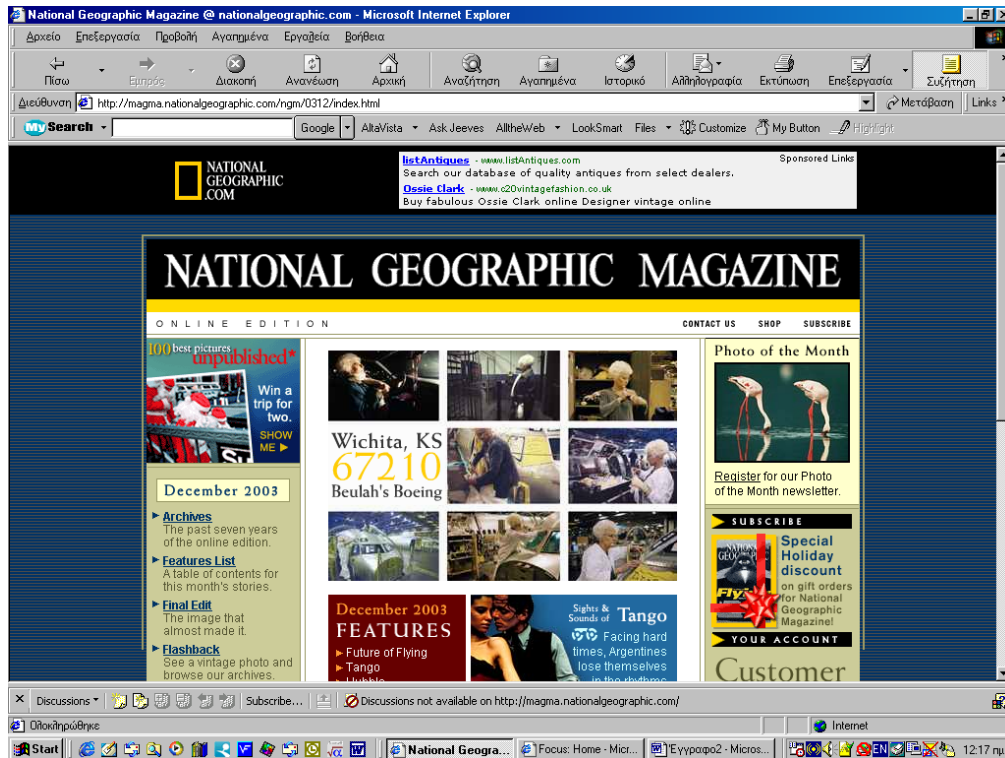 National Geographic Magazine @ nationalgeographic.com - Microsoft Internet Explorer
Αρχείο Επεξεργασία Προβολή Αγαπημένα Εργαλεία Βοήθεια
Πίσω Εμπρός Διακοπή Ανανέωση Αρχική Αναζήτηση Αγαπημένα Ιστορικό Αλληλογραφία Εκτύπωση Επεξεργασία Συζήτηση
Διεύθυνση http://magma.nationalgeographic.com/ngm/0312/index.html Μετάβαση Links
My Search Google AltaVista Ask Jeeves AlltheWeb LookSmart Files Customize My Button Highlight
NATIONAL
GEOGRAPHIC
.COM
listAntiques - www.listAntiques.com Sponsored Links
Search our database of quality antiques from select dealers.
Ossie Clark - www.c20vintagefashion.co.uk
Buy fabulous Ossie Clark online Designer vintage online
NATIONAL GEOGRAPHIC MAGAZINE
ONLINE EDITION CONTACT US SHOP SUBSCRIBE
100 best pictures
unpublished*
Win a
trip for
two.
SHOW
ME
December 2003
Archives
The past seven years
of the online edition.
Features List
A table of contents for
this month's stories.
Final Edit
The image that
almost made it.
Flashback
See a vintage photo and
browse our archives.
Wichita, KS
67210
Beulah's Boeing
December 2003
FEATURES
Future of Flying
Tango
Hubble
Sights &
Sounds of Tango
Facing hard
times, Argentines
lose themselves
in the rhythms
Photo of the Month
Register for our Photo
of the Month newsletter.
SUBSCRIBE
Special
Holiday
discount
on gift orders
for National
Geographic
Magazine!
YOUR ACCOUNT
Customer
Discussions Subscribe... Discussions not available on http://magma.nationalgeographic.com/
Ολοκληρώθηκε Internet
Start National Geogra... Focus: Home - Micr... Έγγραφο2 - Micros... EN 12:17 πμ